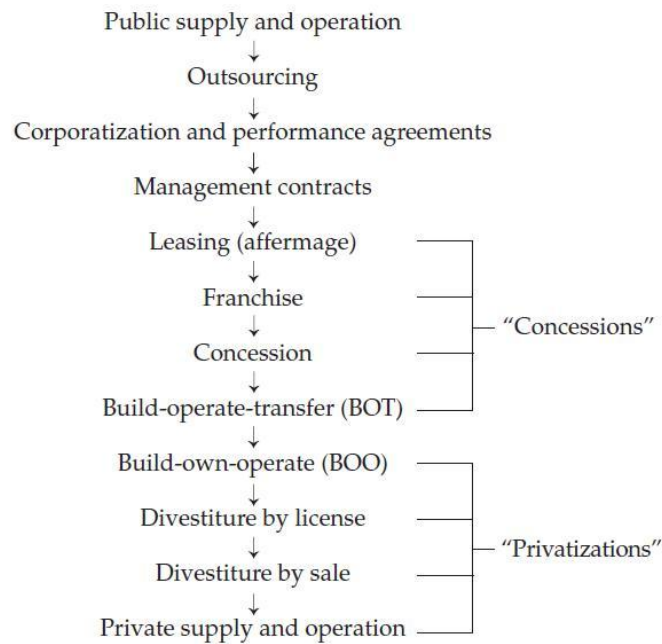 Public supply and operation
Outsourcing
Corporatization and performance agreements
Management contracts
Leasing (affermage)
Franchise
“Concessions”
Concession
Build-operate-transfer (BOT)
Build-own-operate (BOO)
Divestiture by license
“Privatizations”
Divestiture by sale
Private supply and operation